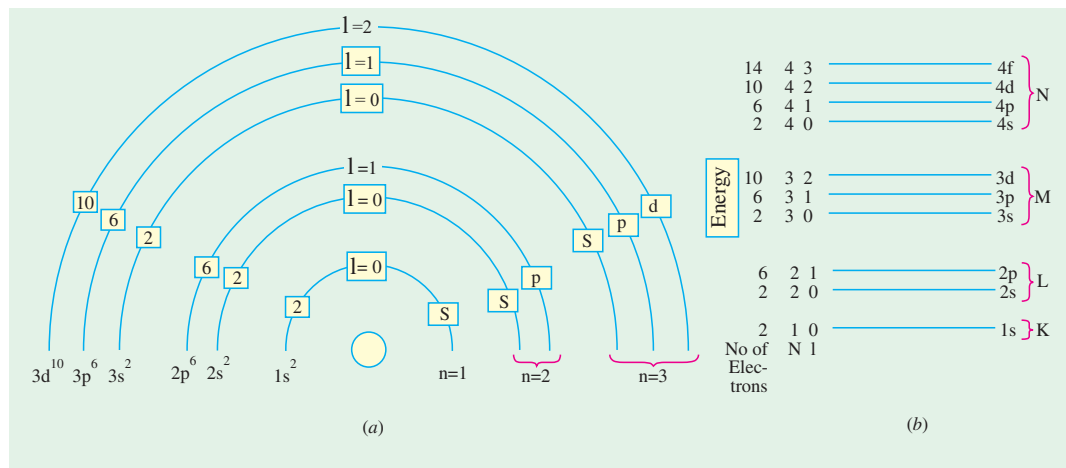 l=2
l=1
l=0
l=1
l=0
l=0
10
6
2
6
2
2
d
p
S
p
S
S
3d10 3p6 3s2 2p6 2s2 1s2 n=1 n=2 n=3
(a)
14 4 3 4f
10 4 2 4d
6 4 1 4p
2 4 0 4s
N
Energy
10 3 2 3d
6 3 1 3p
2 3 0 3s
M
6 2 1 2p
2 2 0 2s
L
2 1 0 1s K
No of N l
Elec-
trons
(b)